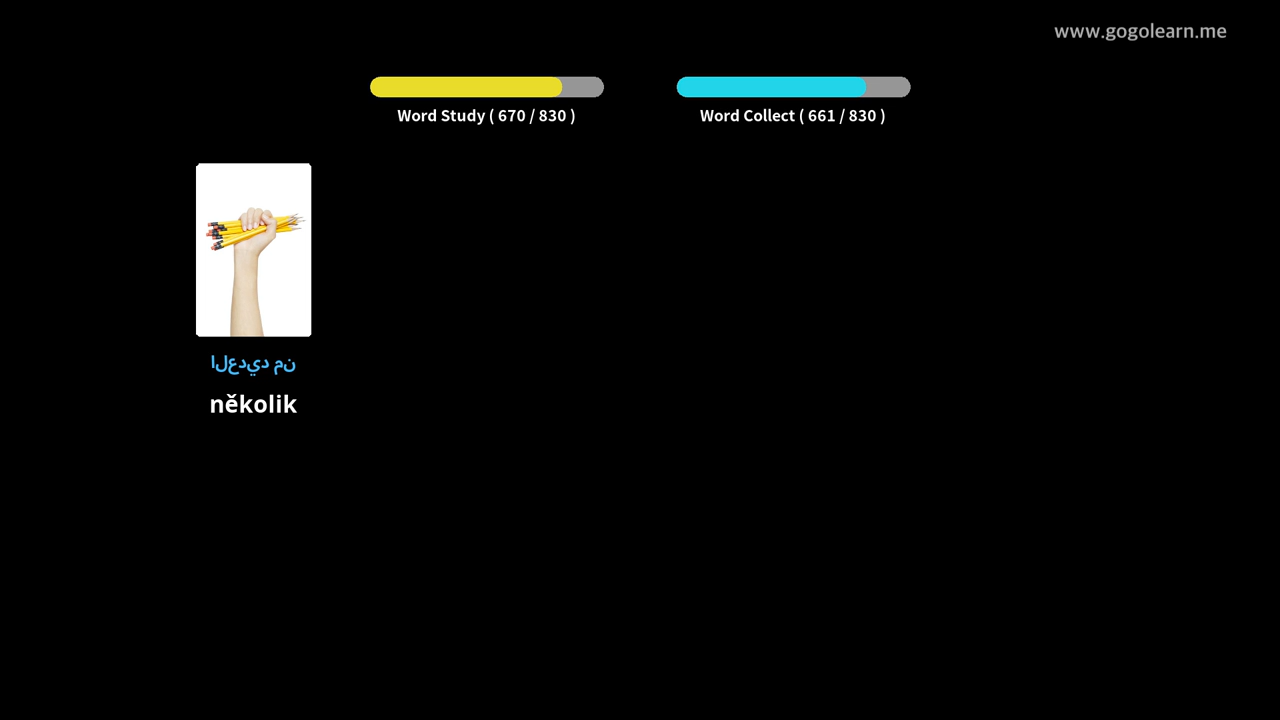 www.gogolearn.me
Word Study ( 670 / 830 )
Word Collect ( 661 / 830 )
العديد من
několik